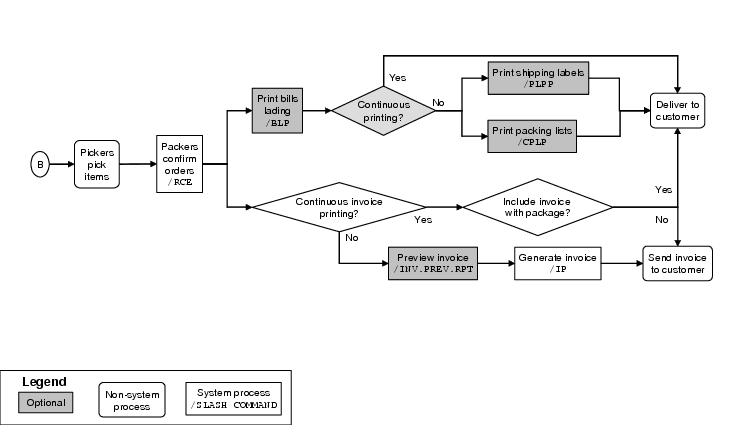 Yes
Print shipping labels
/PLPP
Print bills
lading
/BLP
Continuous
printing?
No
Deliver to
customer
Print packing lists
/CPLP
B
Pickers
pick
items
Packers
confirm
orders
/RCE
Continuous invoice
printing?
Yes
Include invoice
with package?
Yes
No
No
Preview invoice
/INV.PREV.RPT
Generate invoice
/IP
Send invoice
to customer
Legend
Optional
Non-system
process
System process
/SLASH COMMAND